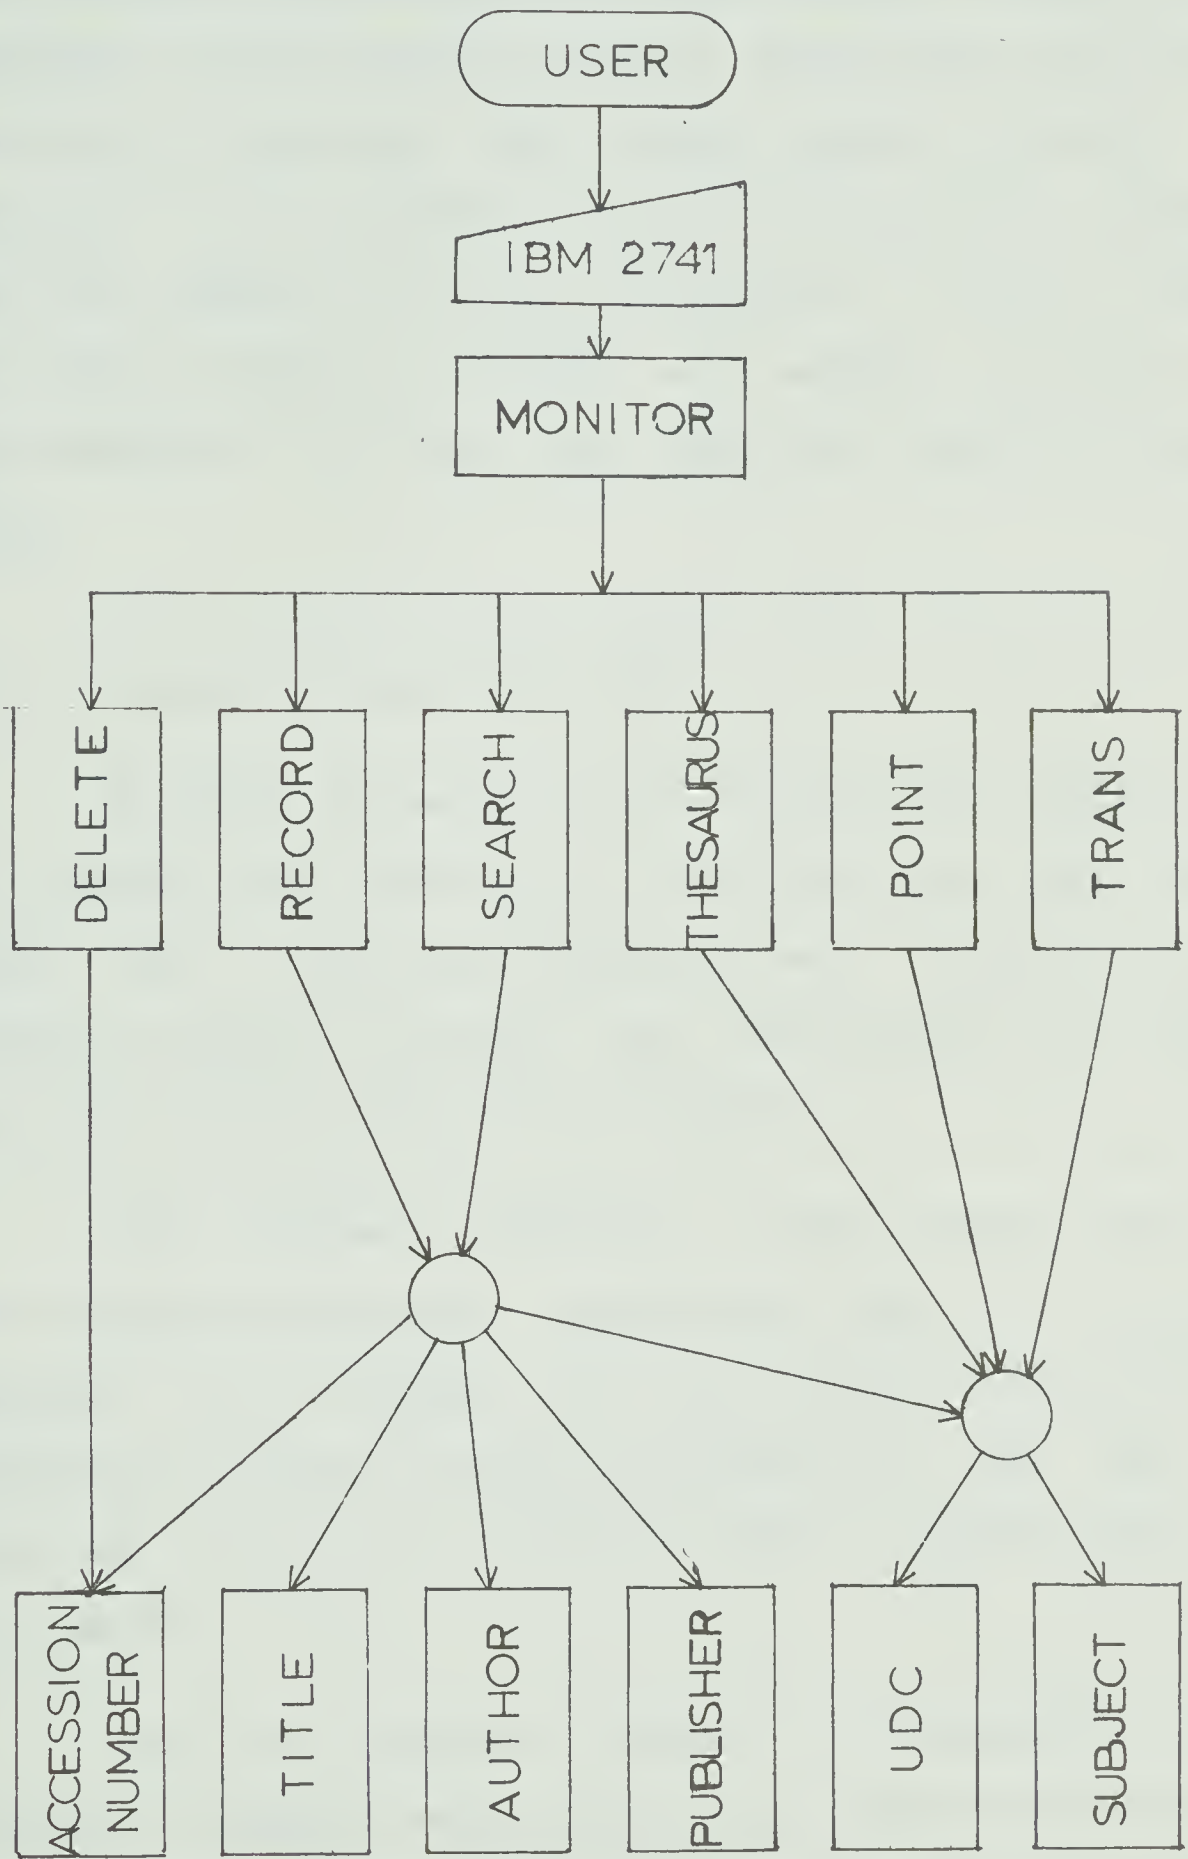 USER
IBM 2741
MONITOR
DELETE
RECORD
SEARCH
THESAURUS
POINT
TRANS
ACCESSION
NUMBER
TITLE
AUTHOR
PUBLISHER
UDC
SUBJECT